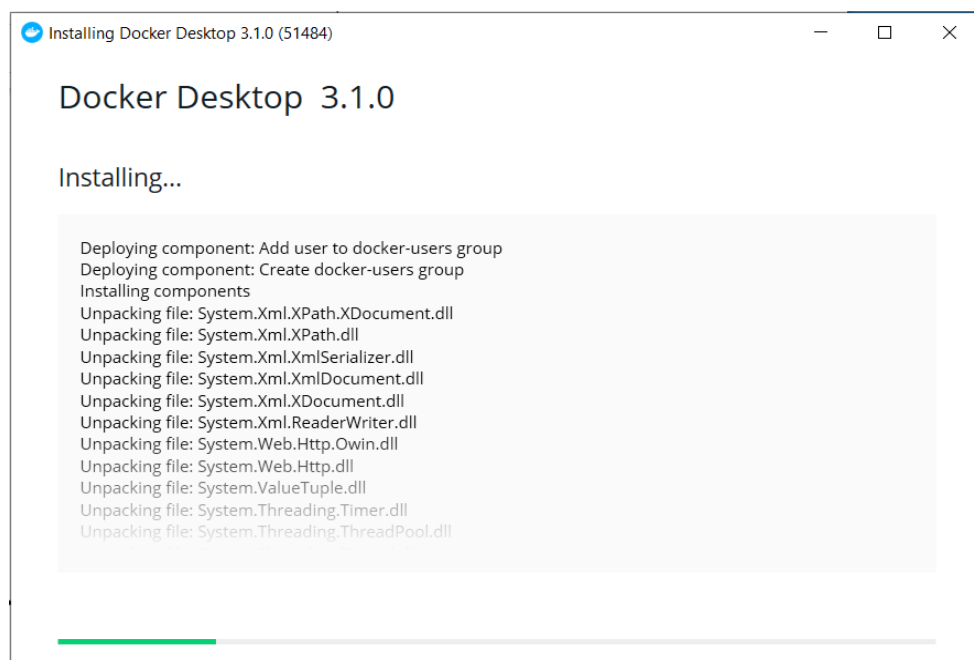 Installing Docker Desktop 3.1.0 (51484)
Docker Desktop 3.1.0
Installing...
Deploying component: Add user to docker-users group
Deploying component: Create docker-users group
Installing components
Unpacking file: System.Xml.XPath.XDocument.dll
Unpacking file: System.Xml.XPath.dll
Unpacking file: System.Xml.XmlSerializer.dll
Unpacking file: System.Xml.XmlDocument.dll
Unpacking file: System.Xml.XDocument.dll
Unpacking file: System.Xml.ReaderWriter.dll
Unpacking file: System.Web.Http.Owin.dll
Unpacking file: System.Web.Http.dll
Unpacking file: System.ValueTuple.dll
Unpacking file: System.Threading.Timer.dll
Unpacking file: System.Threading.ThreadPool.dll